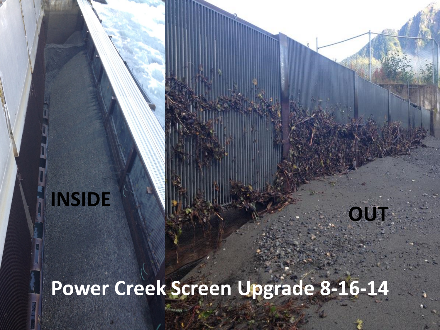 INSIDE
OUT
Power Creek Screen Upgrade 8-16-14